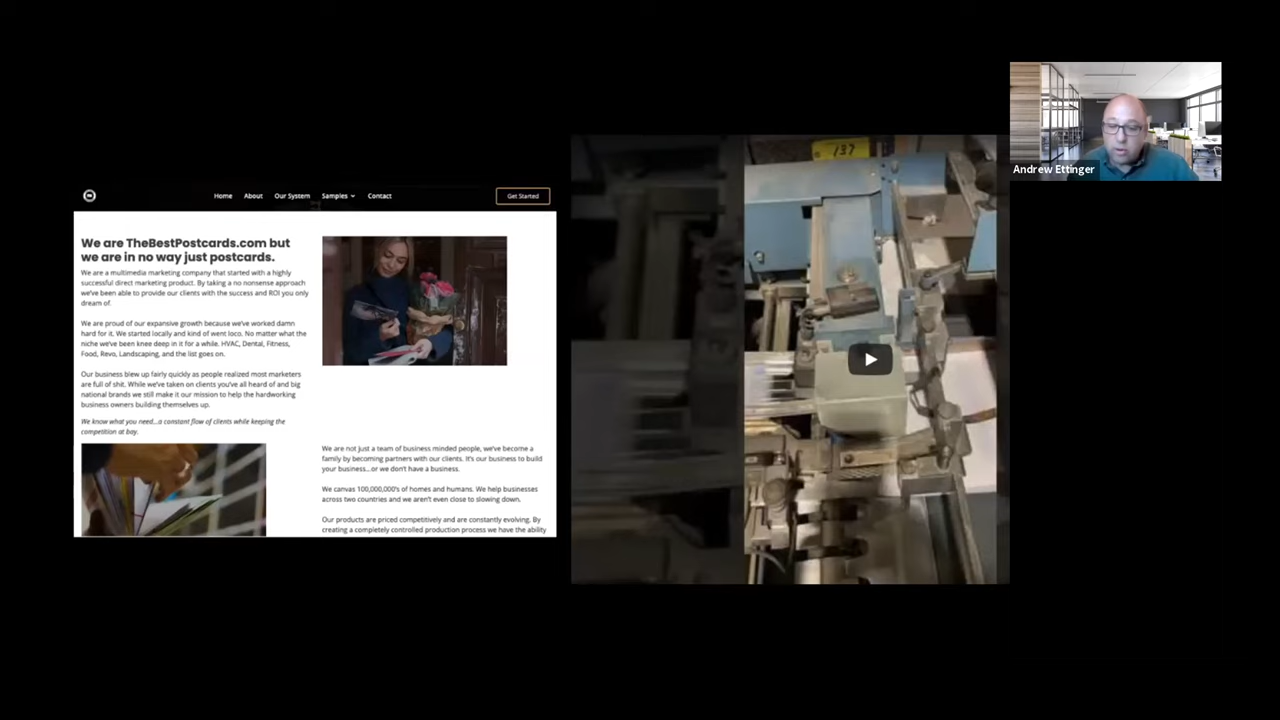 Home About Our System Samples Contact Get Started
We are TheBestPostcards.com but
we are in no way just postcards.
We are a multimedia marketing company that started with a highly
successful direct marketing product. By taking a no nonsense approach
we've been able to provide our clients with the success and ROI you only
dream of.
We are proud of our expansive growth because we've worked damn
hard for it. We started locally and kind of went loco. No matter what the
niche we've been knee deep in it for a while. HVAC, Dental, Fitness,
Food, Revo, Landscaping, and the list goes on.
Our business blew up fairly quickly as people realized most marketers
are full of shit. While we've taken on clients you've all heard of and big
national brands we still make it our mission to help the hardworking
business owners building themselves up.
We know what you need...a constant flow of clients while keeping the
competition at bay.
We are not just a team of business minded people, we've become a
family by becoming partners with our clients. It's our business to build
your business...or we don't have a business.
We canvas 100,000,000's of homes and humans. We help businesses
across two countries and we aren't even close to slowing down.
Our products are priced competitively and are constantly evolving. By
creating a completely controlled production process we have the ability
137
Andrew Ettinger